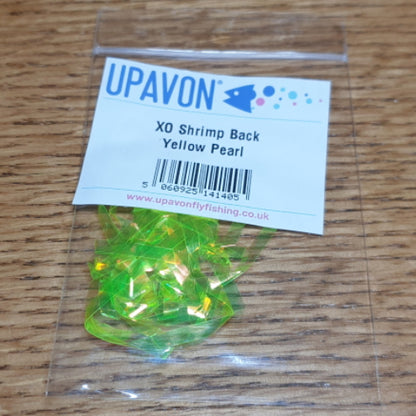 UPAVON®
XO Shrimp Back
Yellow Pearl
5 060925 141405
www.upavonflyfishing.co.uk